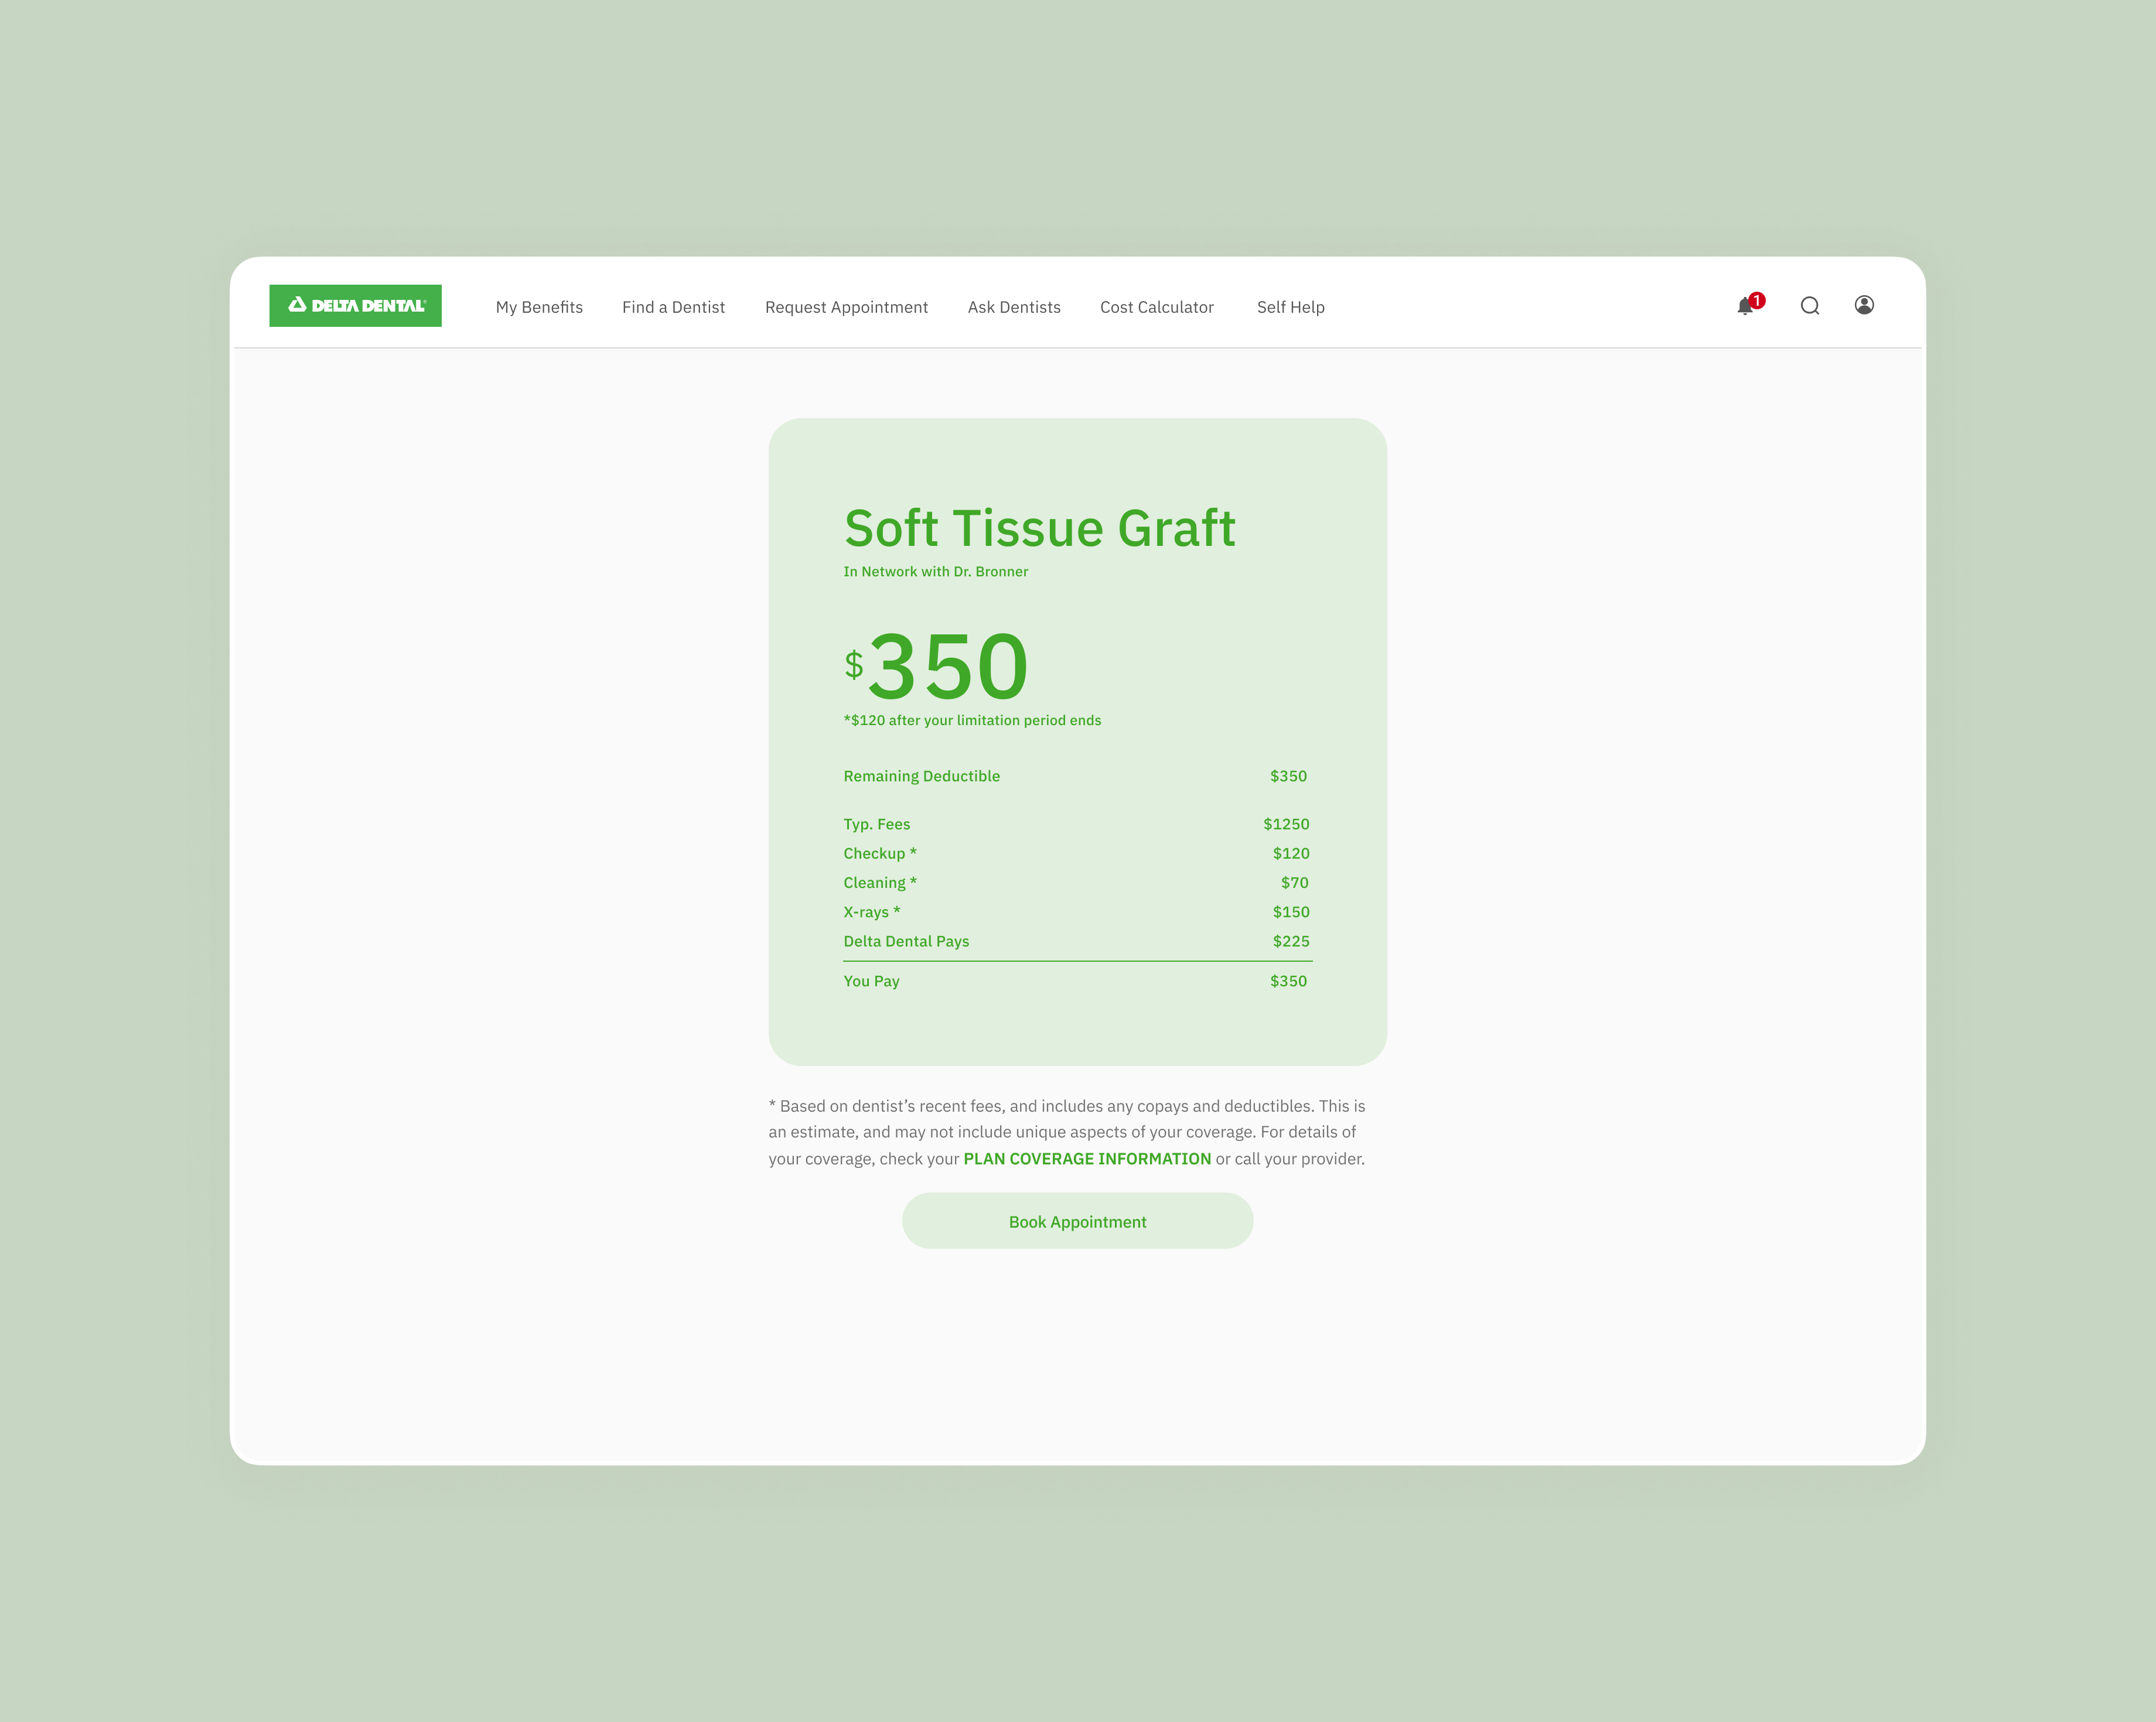 DELTA DENTAL®
My Benefits Find a Dentist Request Appointment Ask Dentists Cost Calculator Self Help
1
Soft Tissue Graft
In Network with Dr. Bronner
$350
*$120 after your limitation period ends
Remaining Deductible $350
Typ. Fees $1250
Checkup * $120
Cleaning * $70
X-rays * $150
Delta Dental Pays $225
You Pay $350
* Based on dentist’s recent fees, and includes any copays and deductibles. This is
an estimate, and may not include unique aspects of your coverage. For details of
your coverage, check your PLAN COVERAGE INFORMATION or call your provider.
Book Appointment